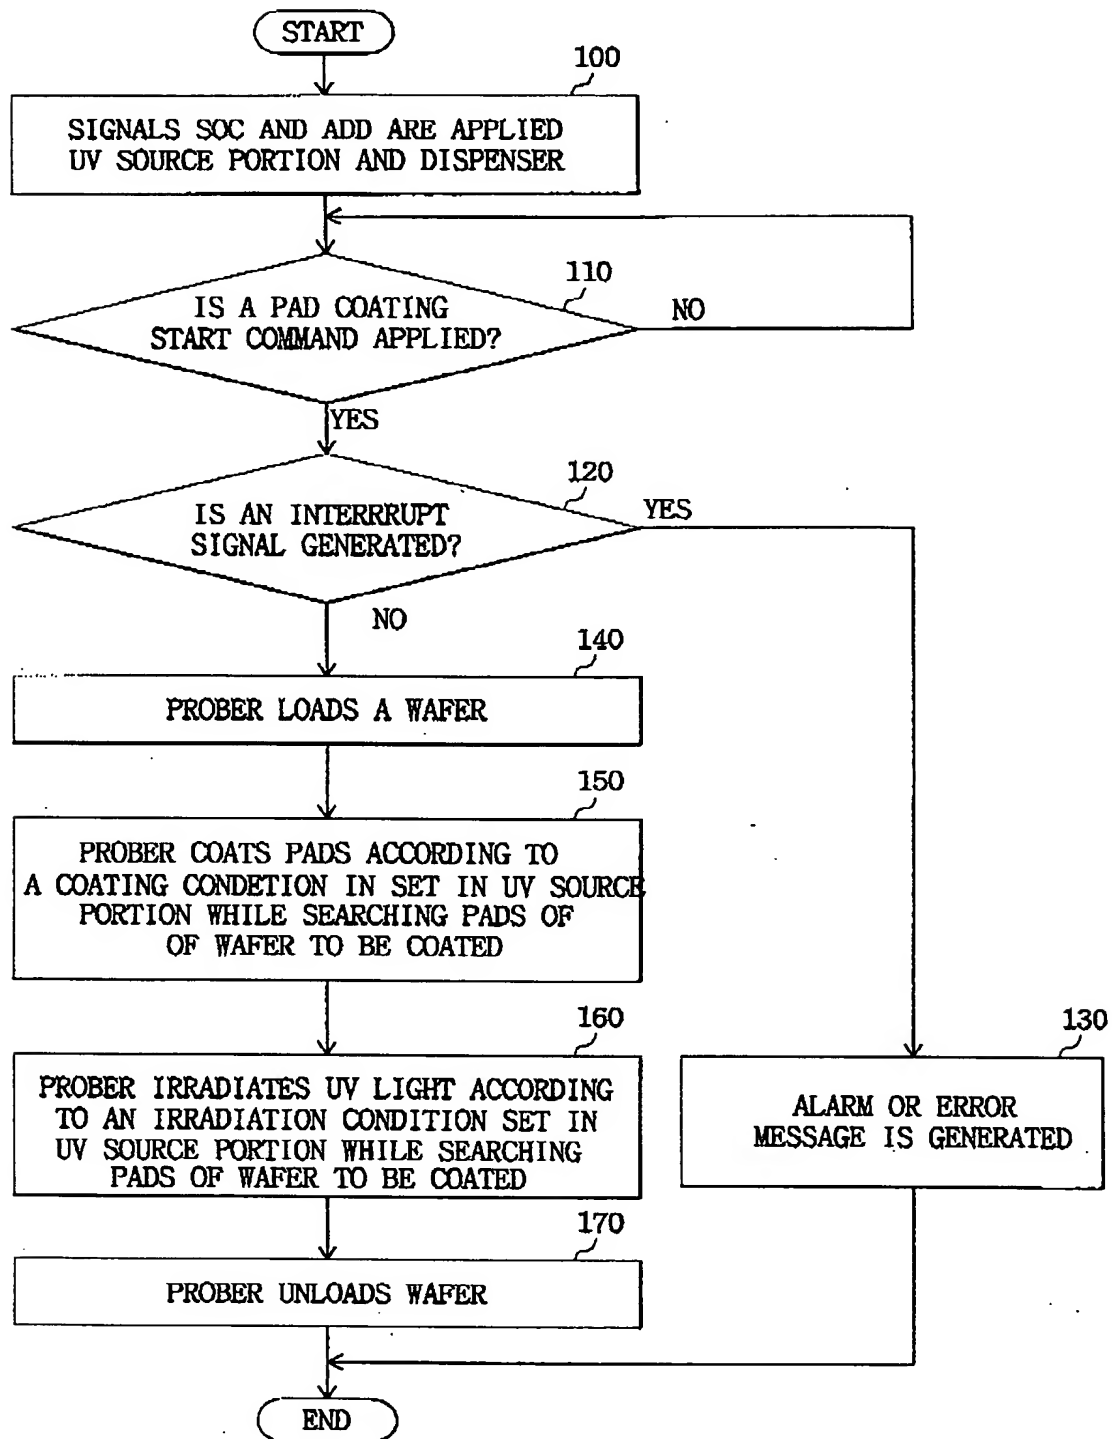 START
100
SIGNALS SOC AND ADD ARE APPLIED
UV SOURCE PORTION AND DISPENSER
110
IS A PAD COATING
START COMMAND APPLIED?
NO
YES
120
IS AN INTERRRUPT
SIGNAL GENERATED?
YES
NO
140
PROBER LOADS A WAFER
150
PROBER COATS PADS ACCORDING TO
A COATING CONDETION IN SET IN UV SOURCE
PORTION WHILE SEARCHING PADS OF
OF WAFER TO BE COATED
160
PROBER IRRADIATES UV LIGHT ACCORDING
TO AN IRRADIATION CONDITION SET IN
UV SOURCE PORTION WHILE SEARCHING
PADS OF WAFER TO BE COATED
130
ALARM OR ERROR
MESSAGE IS GENERATED
170
PROBER UNLOADS WAFER
END